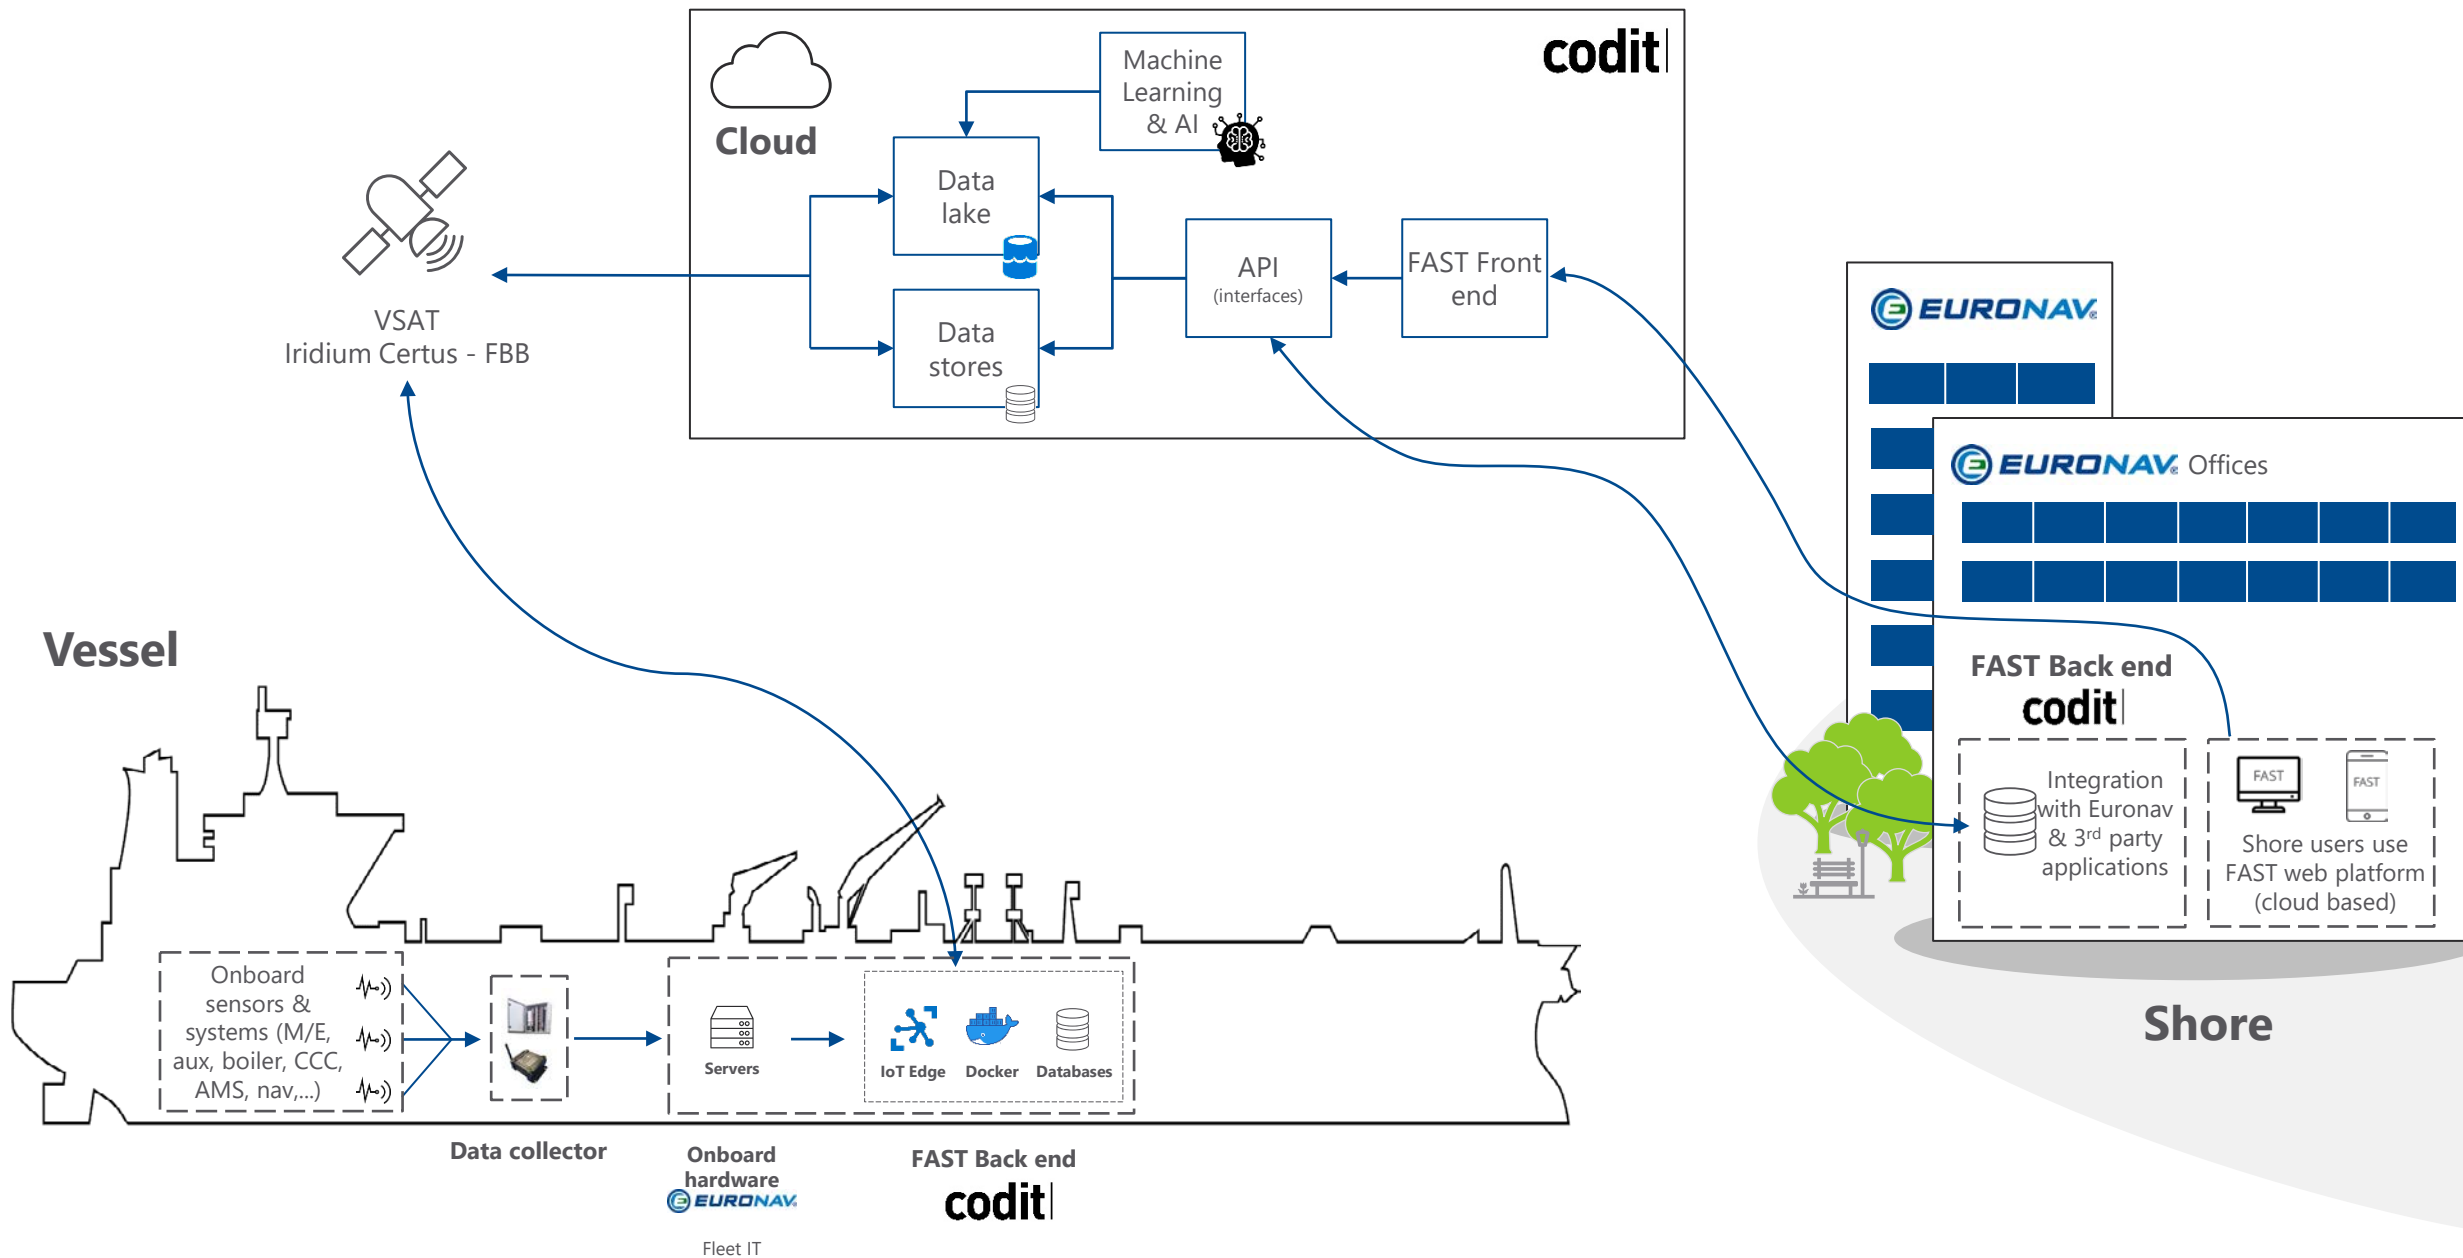 codit
Cloud
Machine
Learning
& AI
Data
lake
Data
stores
API
(interfaces)
FAST Front
end
VSAT
Iridium Certus - FBB
EURONAV
EURONAV Offices
FAST Back end
codit
Integration
with Euronav
& 3rd party
applications
FAST
FAST
Shore users use
FAST web platform
(cloud based)
Shore
Vessel
Onboard
sensors &
systems (M/E,
aux, boiler, CCC,
AMS, nav,...)
Servers
IoT Edge
Docker
Databases
Data collector
Onboard
hardware
EURONAV
Fleet IT
FAST Back end
codit